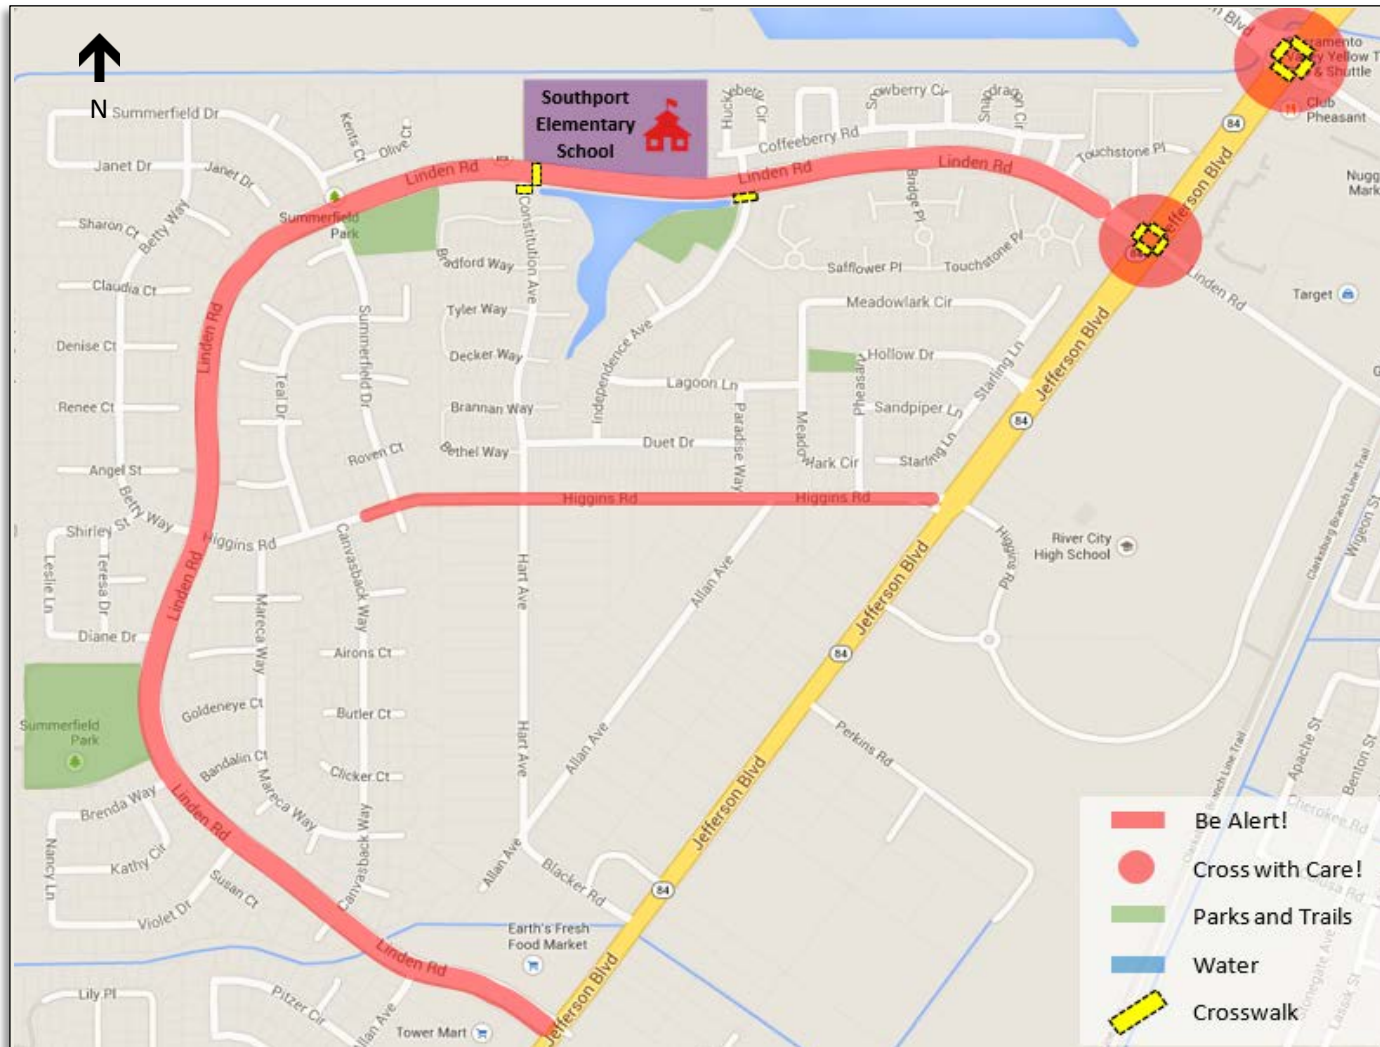 N
Southport
Elementary
School
Summerfield Dr
Kents Ct
Olive Ct
Janet Dr
Janet Dr
Linden Rd
Coffeeberry Rd
Linden Rd
Linden Rd
Touchstone Pl
84
Club
Pheasant
Sharon Ct
Betty Way
Summerfield
Park
Constitution Ave
Bridge Pl
Jefferson Blvd
Bradford Way
Safflower Pl
Touchstone Pl
Linden Rd
Target
Claudia Ct
Linden Rd
Summerfield Dr
Tyler Way
Meadowlark Cir
Denise Ct
Decker Way
Independence Ave
Hollow Dr
Starling Ln
Jefferson Blvd
Teal Dr
Lagoon Ln
Pheasant
Renee Ct
Brannan Way
Paradise Way
Sandpiper Ln
84
Roven Ct
Bethel Way
Duet Dr
Meadow
lark Cir
Starling Ln
Angel St
Betty Way
Higgins Rd
Higgins Rd
Clarksburg Branch Line Trail
Wigeon St
Shirley St
Higgins Rd
River City
High School
Higgins Rd
Leslie Ln
Teresa Dr
Linden Rd
Mareca Way
Canvasback Way
Hart Ave
Allan Ave
Jefferson Blvd
Diane Dr
Airons Ct
84
Summerfield
Park
Goldeneye Ct
Butler Ct
Hart Ave
Allan Ave
Perkins Rd
Apache St
Benton St
Bandalin Ct
Clicker Ct
Jefferson Blvd
Brenda Way
Linden Rd
Mareca Way
Canvasback Way
Nancy Ln
Kathy Cir
Susan Ct
Violet Dr
Allan Ave
Blacker Rd
84
Earth's Fresh
Food Market
Linden Rd
Jefferson Blvd
Lily Pl
Pitzer Cir
Allan Ave
Tower Mart
Be Alert!
Cross with Care!
Parks and Trails
Water
Crosswalk